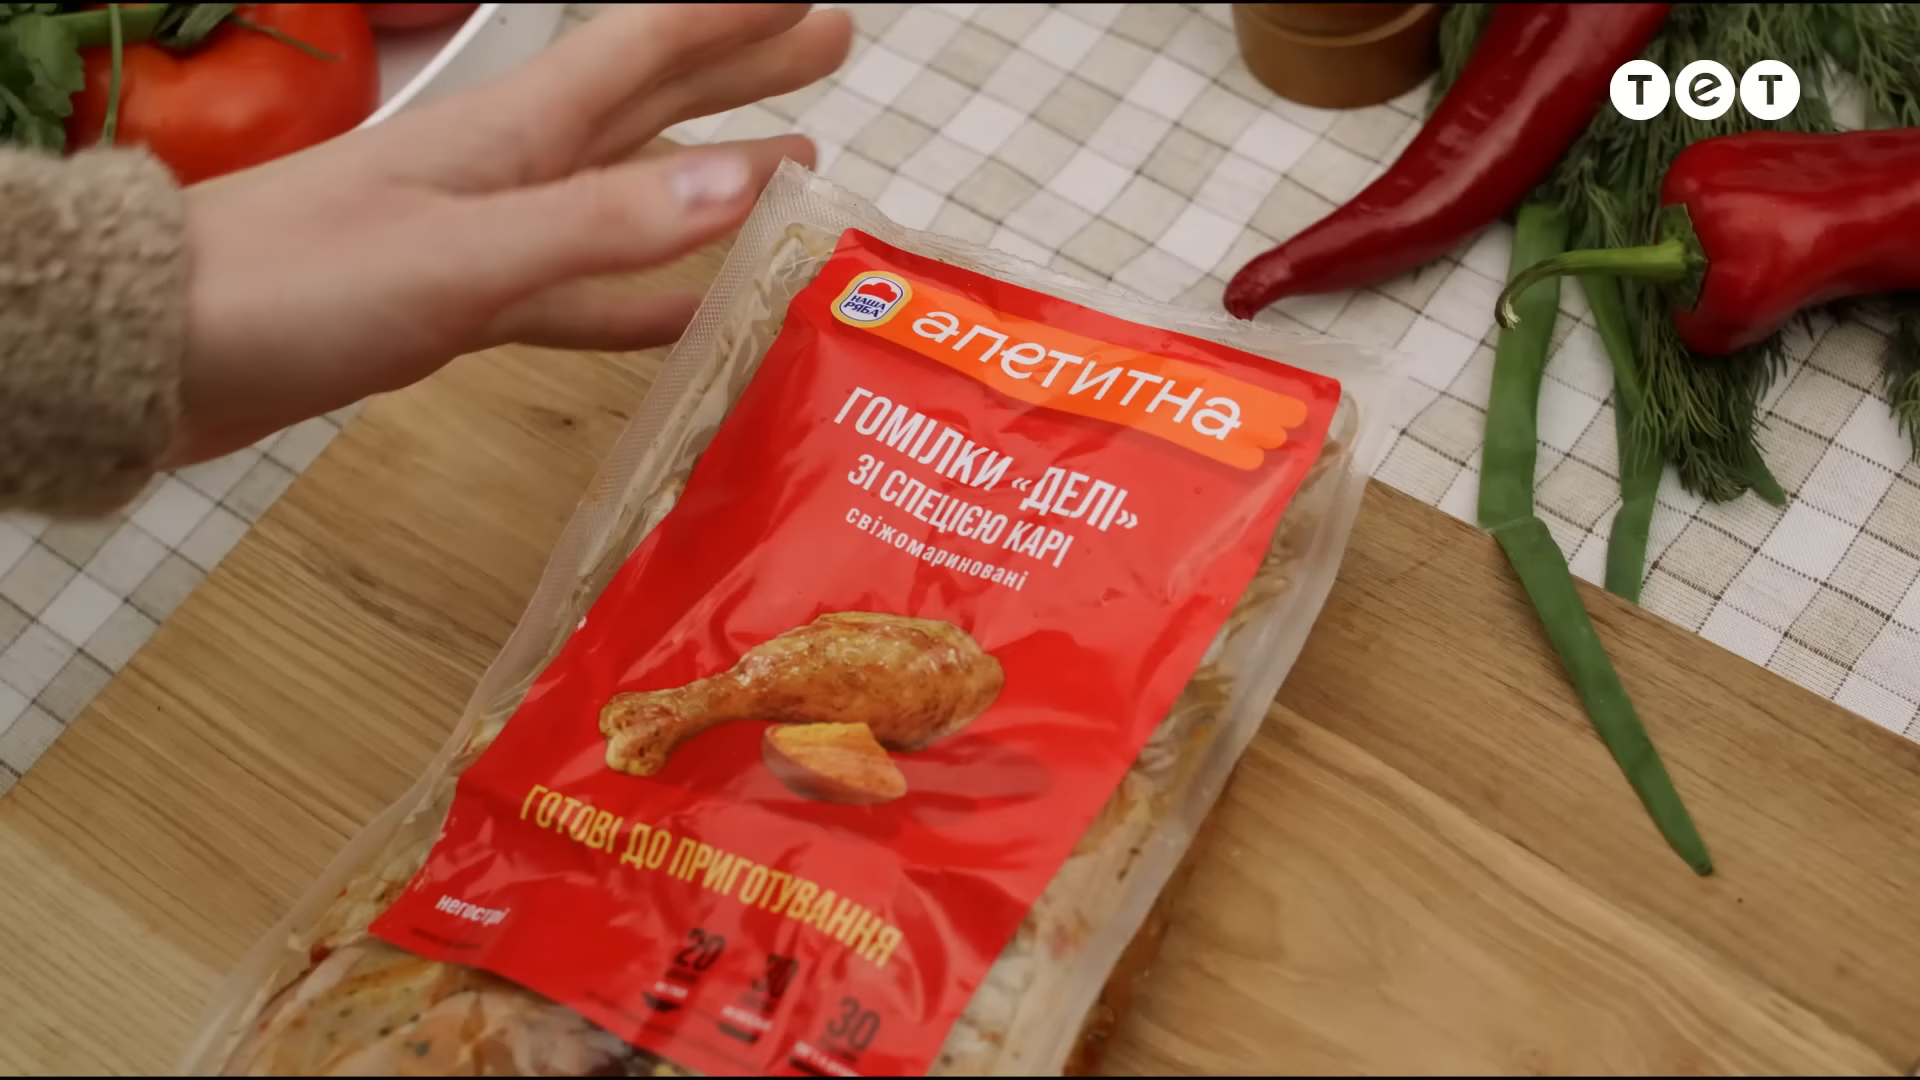 тет
НАША
РЯБА
апетитна
ГОМІЛКИ «ДЕЛІ»
ЗІ СПЕЦІЄЮ КАРІ
свіжомариновані
ГОТОВІ ДО ПРИГОТУВАННЯ
негострі
20
30
30